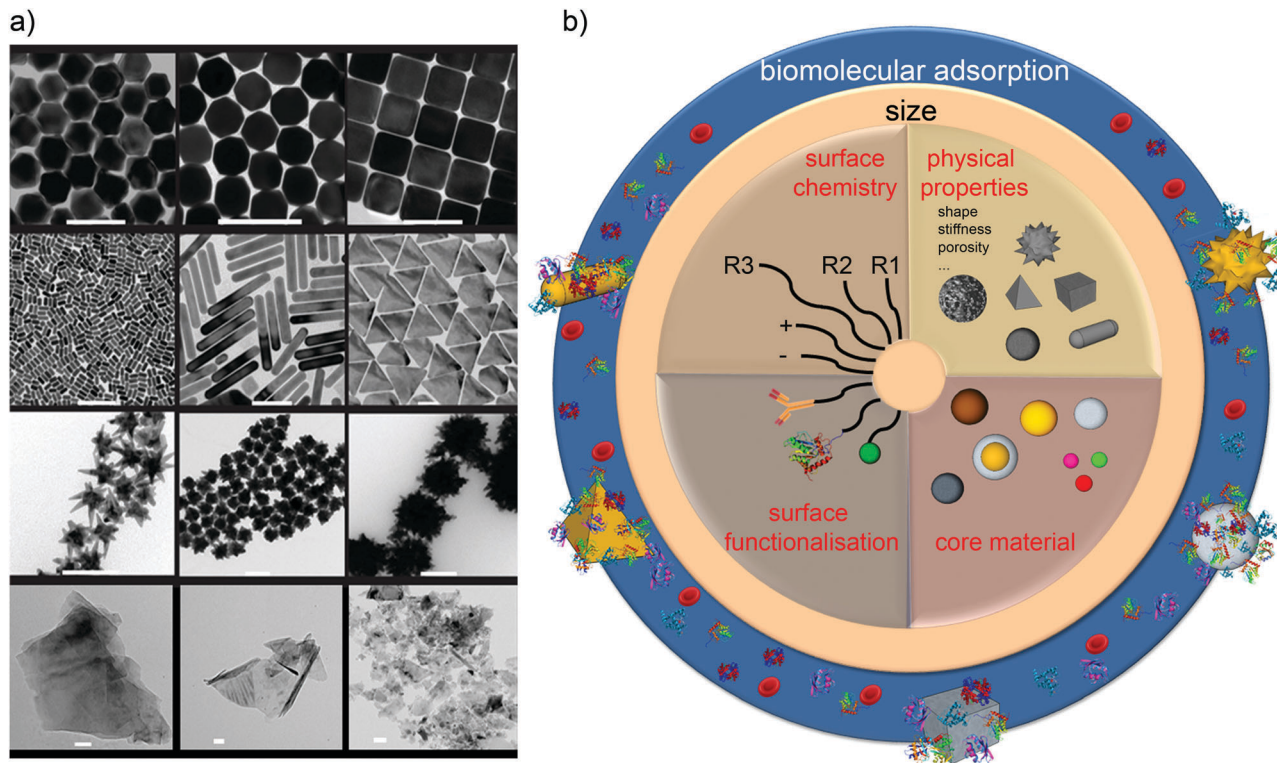 a)
b)
biomolecular adsorption
size
surface
chemistry
physical
properties
shape
stiffness
porosity
...
R3
R2
R1
+
-
surface
functionalisation
core material